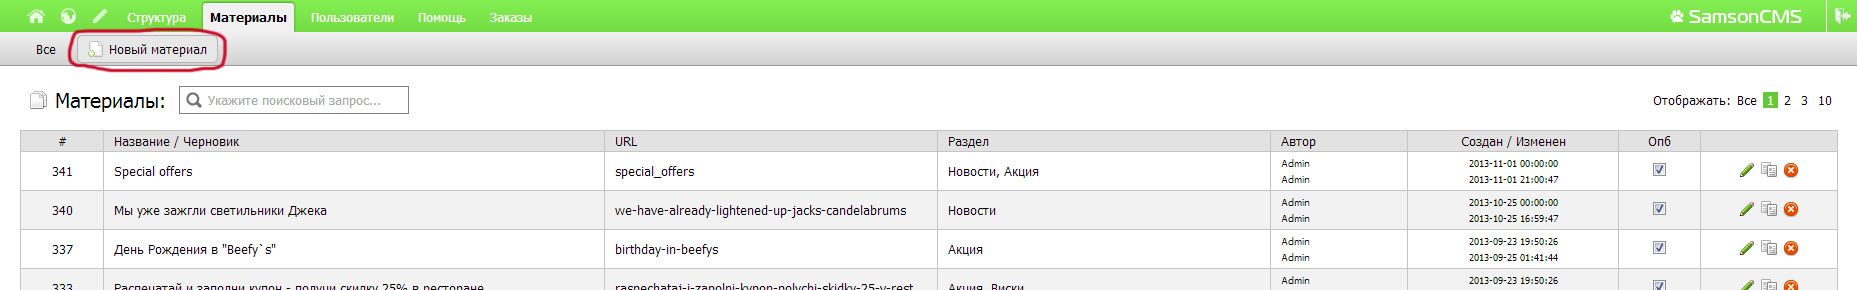 Структура Материалы Пользователи Помощь Заказы SamsonCMS
Все Новый материал
Материалы: Укажите поисковый запрос... Отображать: Все 1 2 3 10
# Название / Черновик URL Раздел Автор Создан / Изменен Опб
341 Special offers special_offers Новости, Акция Admin 2013-11-01 00:00:00
Admin 2013-11-01 21:00:47
340 Мы уже зажгли светильники Джека we-have-already-lightened-up-jacks-candelabrums Новости Admin 2013-10-25 00:00:00
Admin 2013-10-25 16:59:47
337 День Рождения в "Beefy`s" birthday-in-beefys Акция Admin 2013-09-23 19:50:26
Admin 2013-09-25 01:41:44
333 Распечатай и заполни купон - получи скидку 25% в ресторане raspechataj-i-zapolni-kypon-polychi-skidky-25-v-rest Акция, Виски Admin 2013-09-23 19:50:26